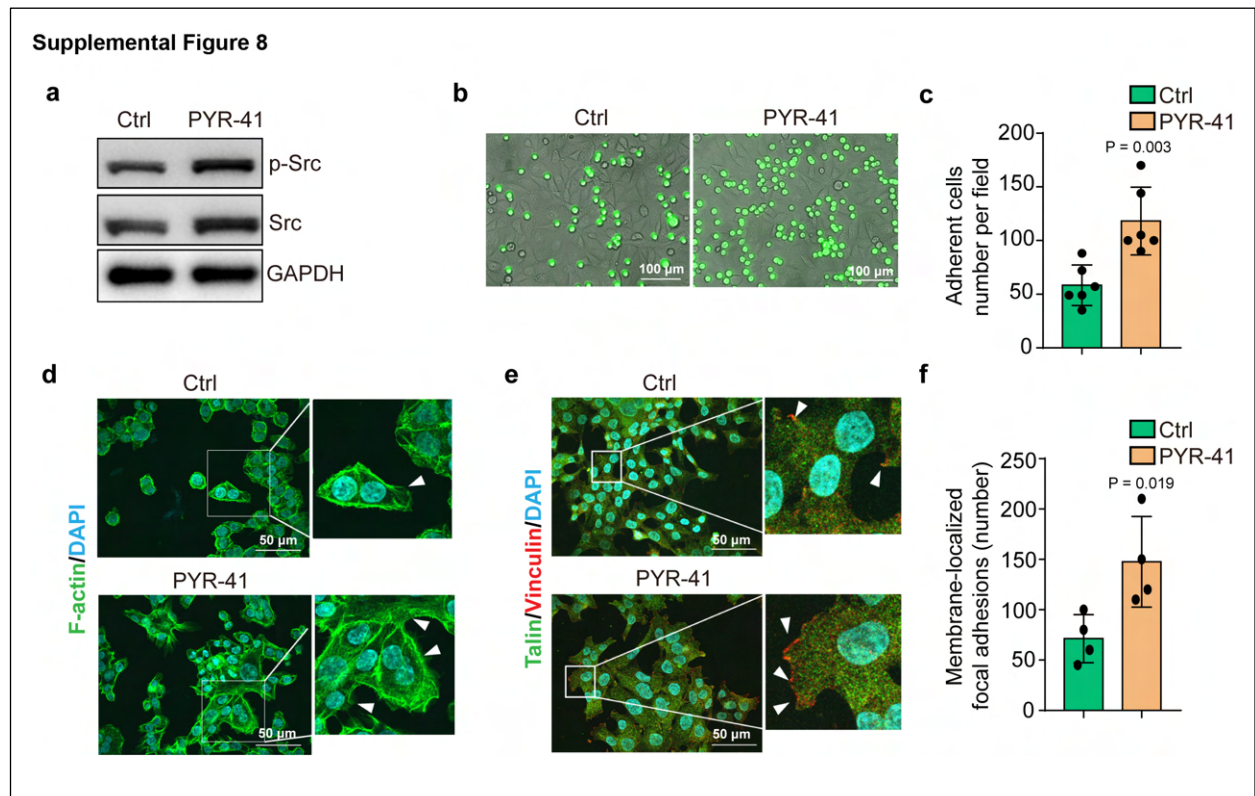 Supplemental Figure 8
a
Ctrl PYR-41
p-Src
Src
GAPDH
b
Ctrl PYR-41
100 µm 100 µm
c
Ctrl
PYR-41
P = 0.003
Adherent cells
number per field
200
150
100
50
0
d
Ctrl
50 µm
PYR-41
50 µm
F-actin/DAPI
e
Ctrl
50 µm
PYR-41
50 µm
Talin/Vinculin/DAPI
f
Ctrl
PYR-41
P = 0.019
Membrane-localized
focal adhesions (number)
250
200
150
100
50
0